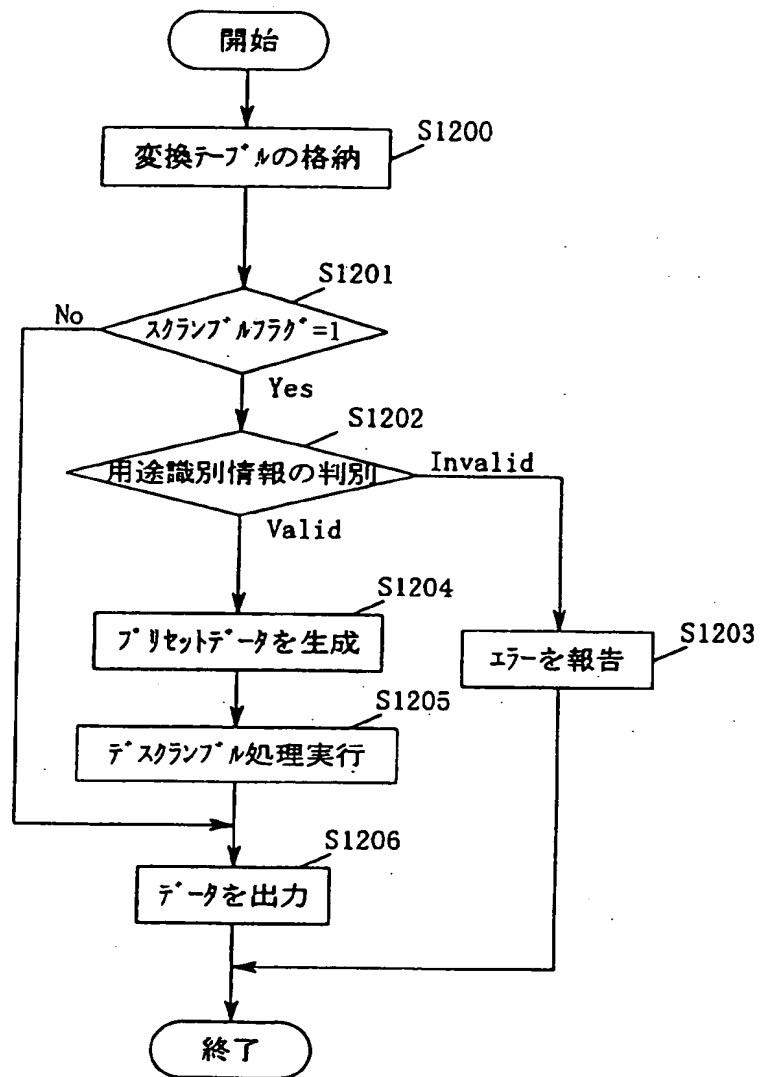 開始
S1200
変換テーブルの格納
S1201
No
スクランブルフラグ=1
Yes
S1202
用途識別情報の判別
Invalid
Valid
S1204
プリセットデータを生成
S1203
エラーを報告
S1205
デスクランブル処理実行
S1206
データを出力
終了